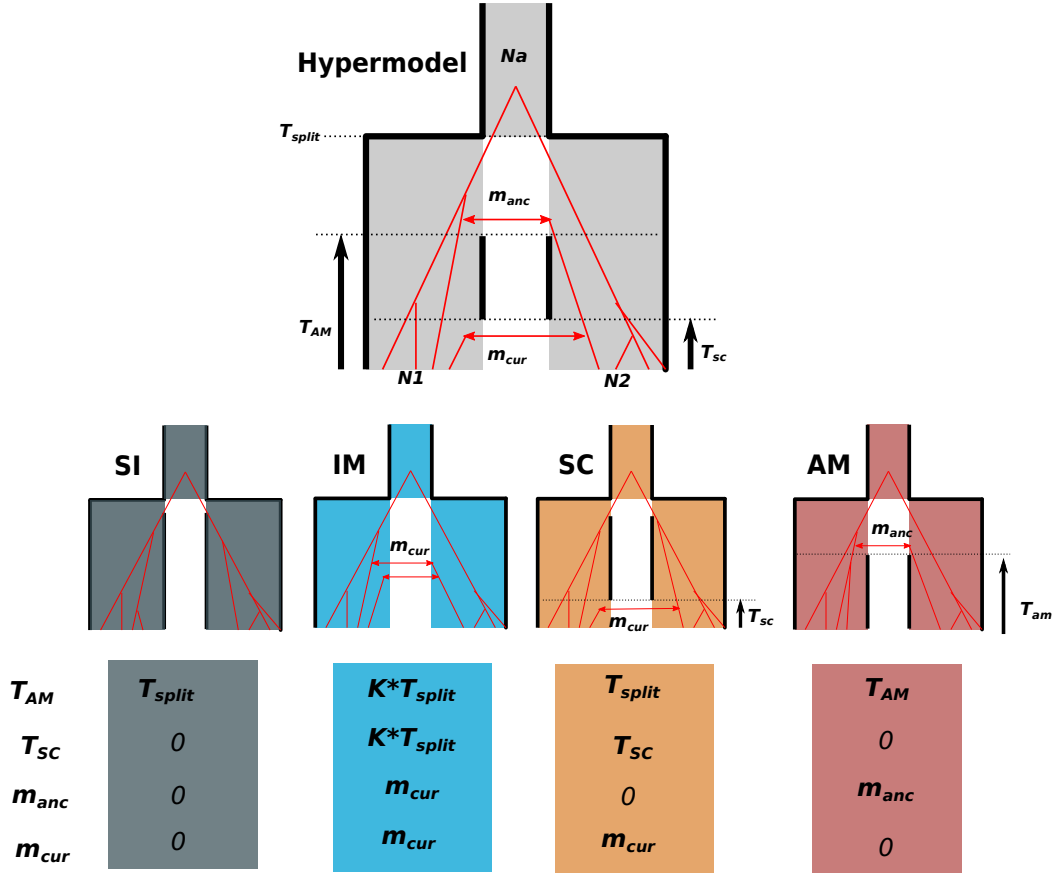 Na
Hypermodel
T_split
m_anc
T_AM
m_cur
T_sc
N1 N2
SI IM SC AM
m_cur
m_anc
T_sc
m_cur
T_am
T_AM T_split K*T_split T_split T_AM
T_SC 0 K*T_split T_SC 0
m_anc 0 m_cur 0 m_anc
m_cur 0 m_cur m_cur 0